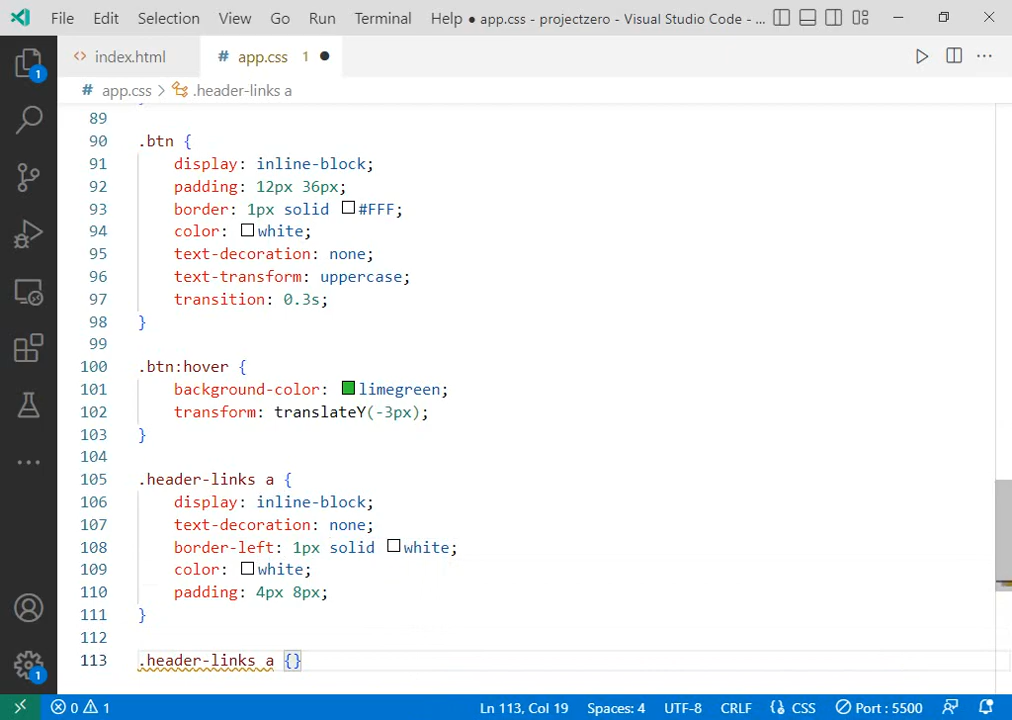 File Edit Selection View Go Run Terminal Help ● app.css - projectzero - Visual Studio Code - ...
<> index.html # app.css 1 ●
# app.css > .header-links a
89
90 .btn {
91 display: inline-block;
92 padding: 12px 36px;
93 border: 1px solid #FFF;
94 color: white;
95 text-decoration: none;
96 text-transform: uppercase;
97 transition: 0.3s;
98 }
99
100 .btn:hover {
101 background-color: limegreen;
102 transform: translateY(-3px);
103 }
104
105 .header-links a {
106 display: inline-block;
107 text-decoration: none;
108 border-left: 1px solid white;
109 color: white;
110 padding: 4px 8px;
111 }
112
113 .header-links a {}
1
1
0 1 Ln 113, Col 19 Spaces: 4 UTF-8 CRLF {} CSS Port : 5500